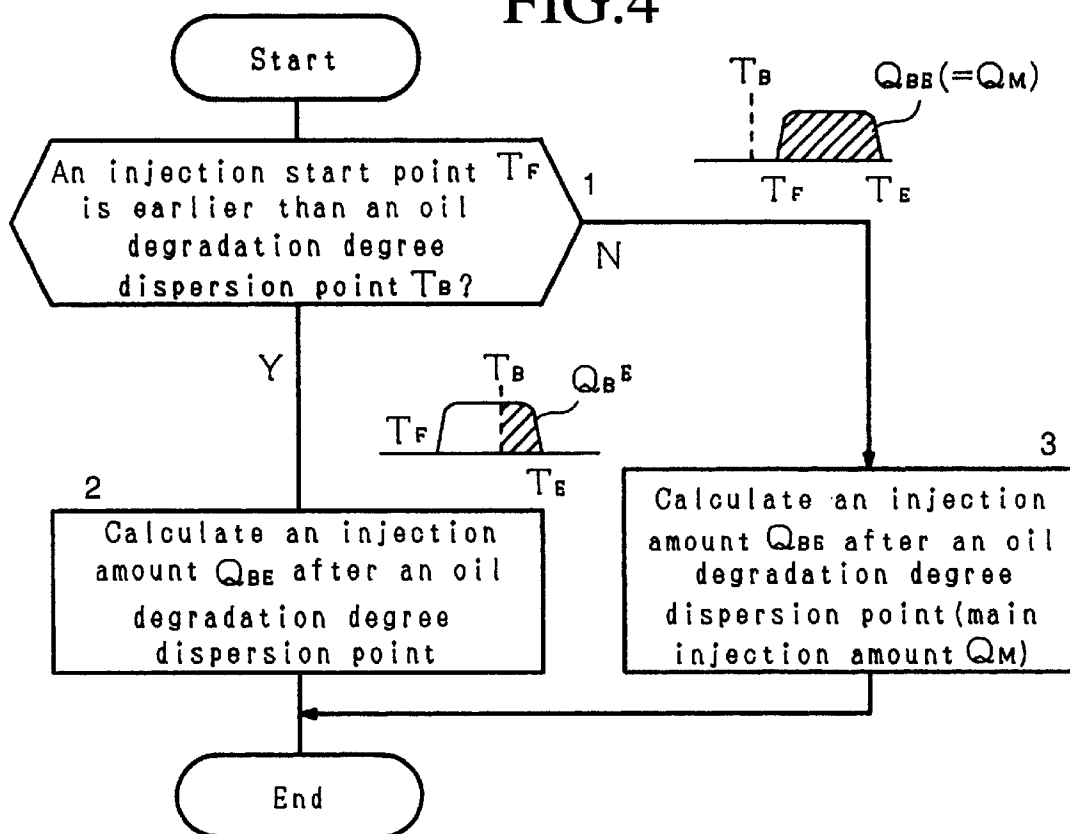 FIG.4
Start
An injection start point TF
is earlier than an oil
degradation degree
dispersion point TB?
1
N
Y
TB
QBE(=QM)
TF
TE
TB
QBE
TF
TE
2
Calculate an injection
amount QBE after an oil
degradation degree
dispersion point
3
Calculate an injection
amount QBE after an oil
degradation degree
dispersion point(main
injection amount QM)
End